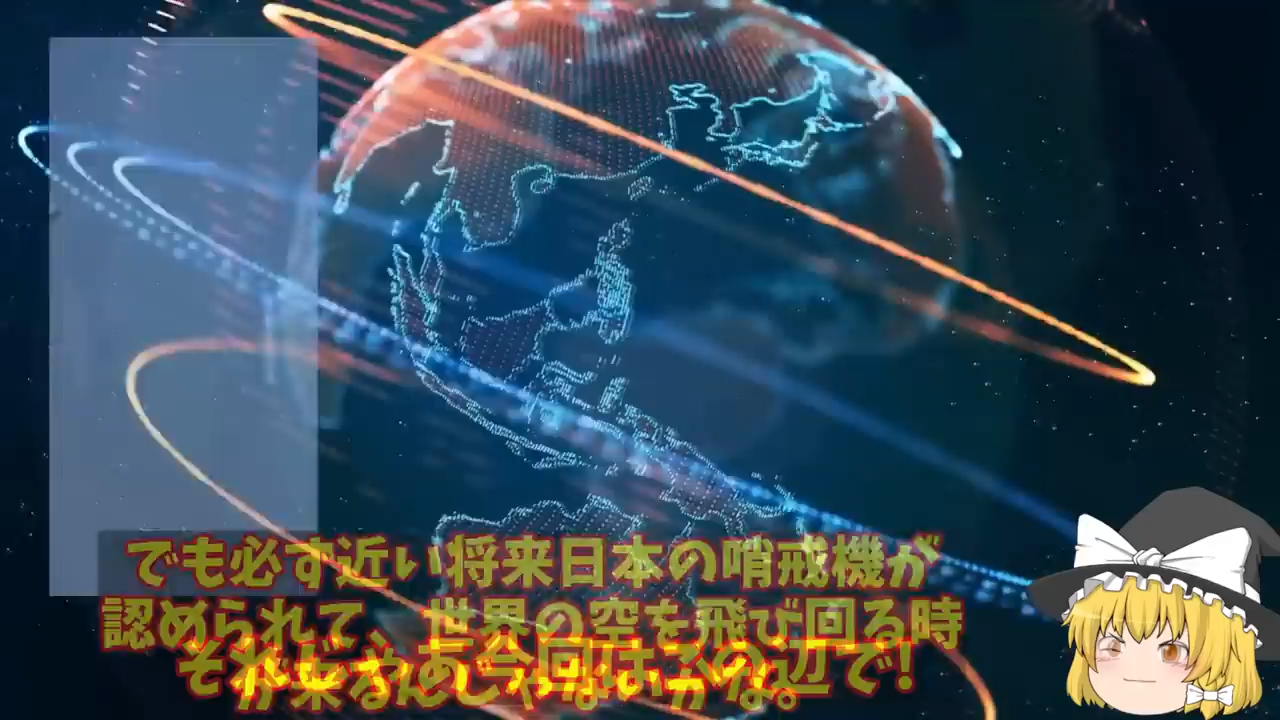 でも必ず近い将来日本の哨戒機が
認められて、世界の空を飛び回る時
が来るんじゃないかな。
それじゃあ今回はこの辺で!